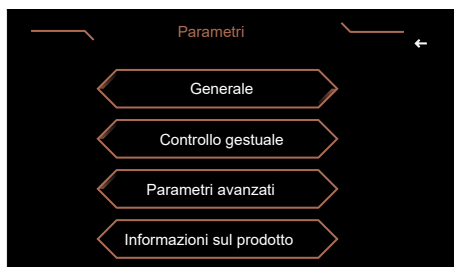 Parametri
Generale
Controllo gestuale
Parametri avanzati
Informazioni sul prodotto